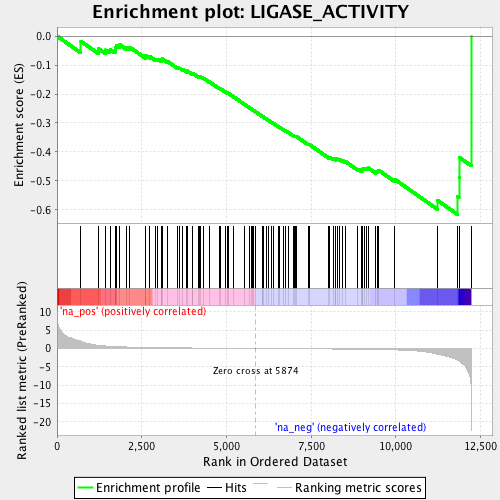 Enrichment plot: LIGASE_ACTIVITY
Enrichment score (ES)
0.0
-0.1
-0.2
-0.3
-0.4
-0.5
-0.6
'na_pos' (positively correlated)
Ranked list metric (PreRanked)
10
5
0
-5
-10
-15
-20
Zero cross at 5874
'na_neg' (negatively correlated)
0
2,500
5,000
7,500
10,000
12,500
Rank in Ordered Dataset
Enrichment profile
Hits
Ranking metric scores